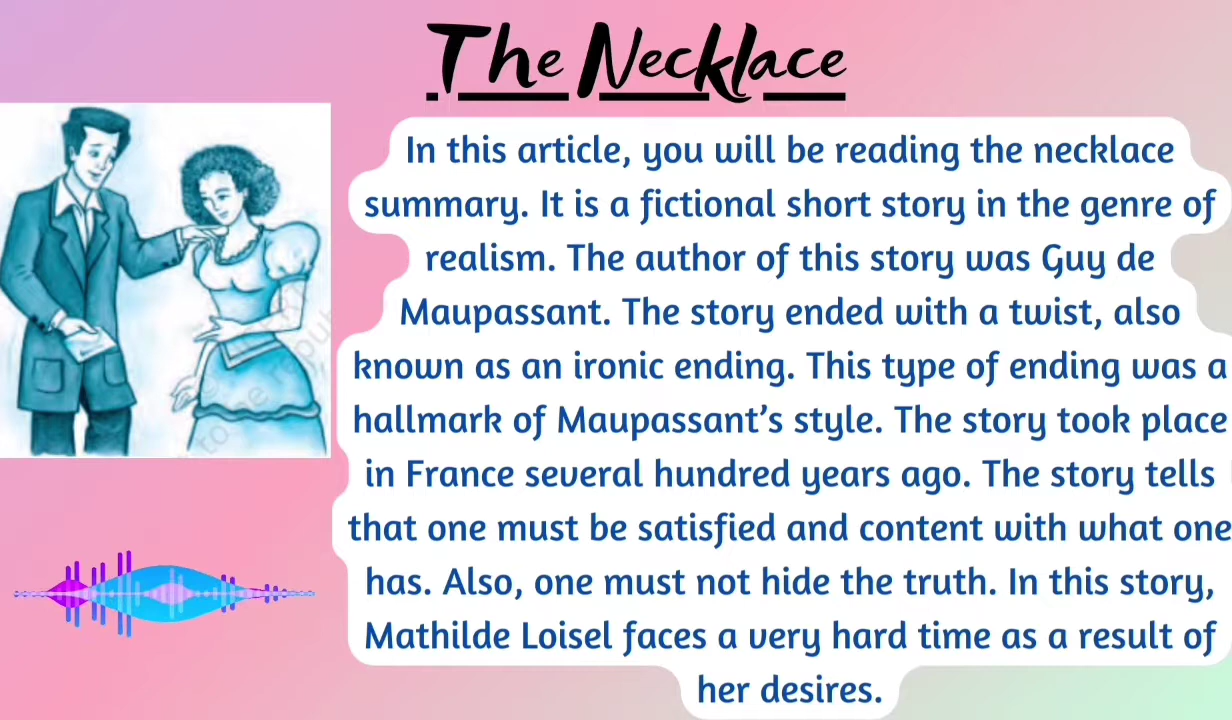 The Necklace
In this article, you will be reading the necklace
summary. It is a fictional short story in the genre of
realism. The author of this story was Guy de
Maupassant. The story ended with a twist, also
known as an ironic ending. This type of ending was a
hallmark of Maupassant's style. The story took place
in France several hundred years ago. The story tells
that one must be satisfied and content with what one
has. Also, one must not hide the truth. In this story,
Mathilde Loisel faces a very hard time as a result of
her desires.